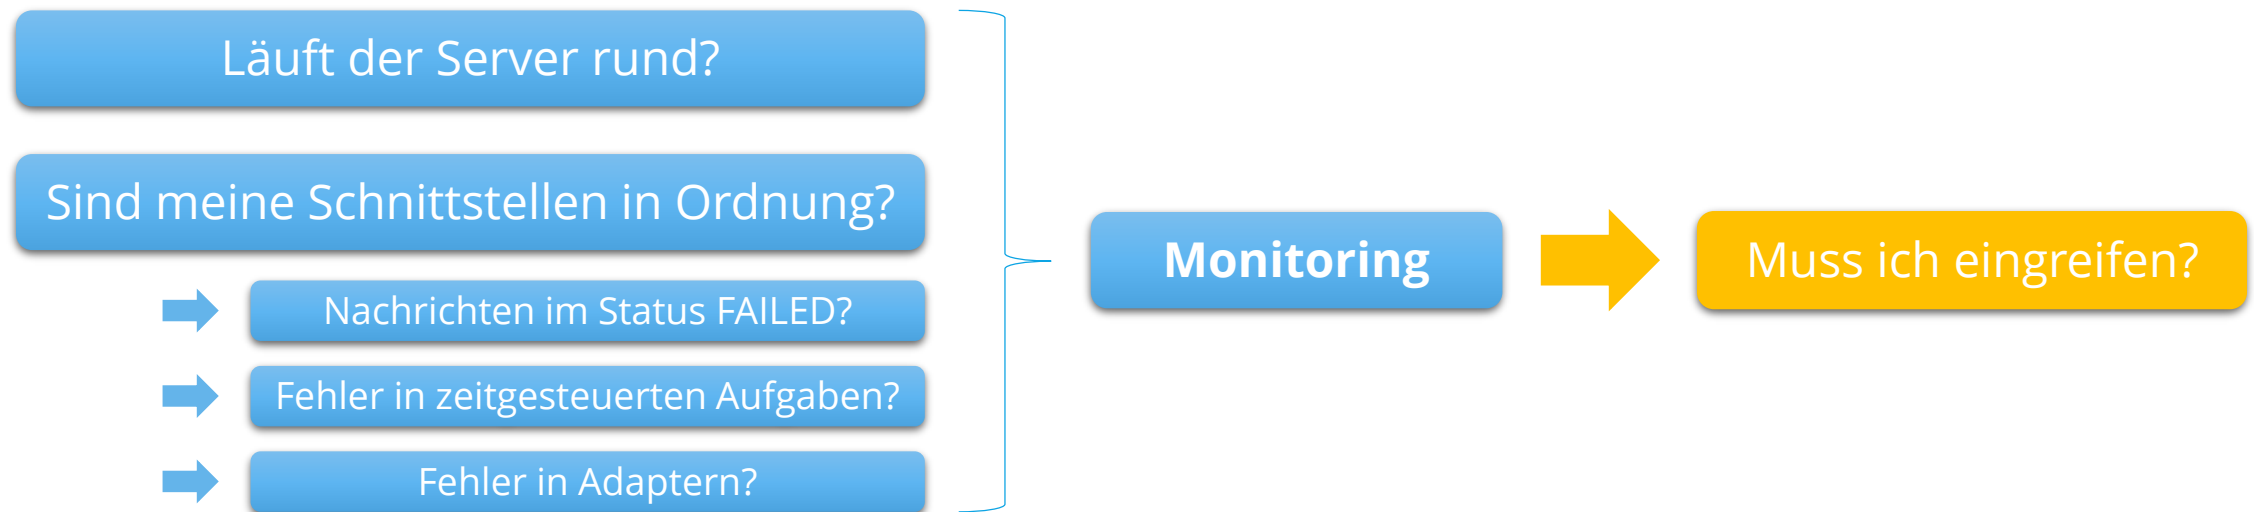 Läuft der Server rund?
Sind meine Schnittstellen in Ordnung?
Nachrichten im Status FAILED?
Fehler in zeitgesteuerten Aufgaben?
Fehler in Adaptern?
Monitoring
Muss ich eingreifen?